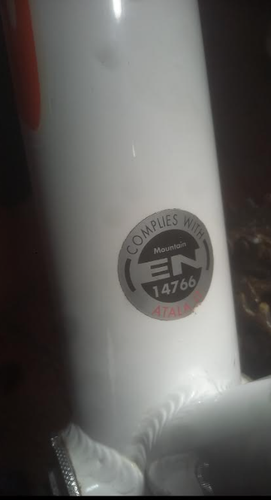 COMPLIES WITH
Mountain
EN
14766